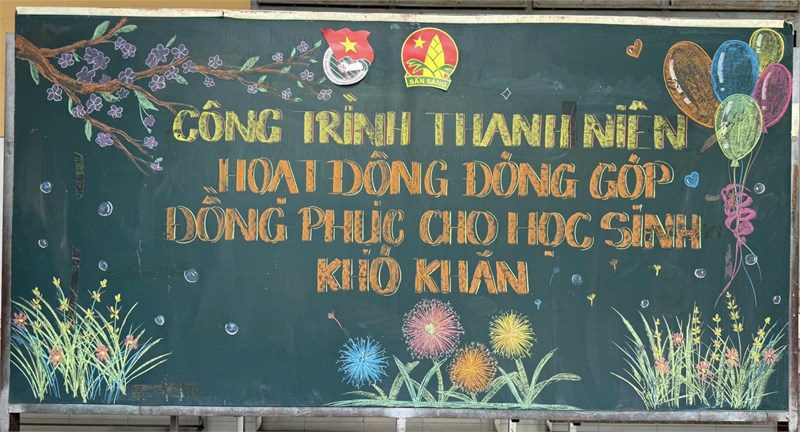 SẴN SÀNG
CÔNG TRÌNH THANH NIÊN
HOẠT ĐỘNG ĐÓNG GÓP
ĐỒNG PHỤC CHO HỌC SINH
KHÓ KHĂN